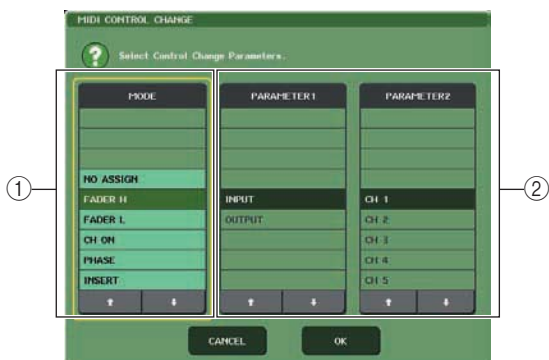 MIDI CONTROL CHANGE
?
Select Control Change Parameters.
MODE
PARAMETER1
PARAMETER2
NO ASSIGN
FADER H
INPUT
CH 1
FADER L
OUTPUT
CH 2
CH ON
CH 3
PHASE
CH 4
INSERT
CH 5
CANCEL
OK
1
2